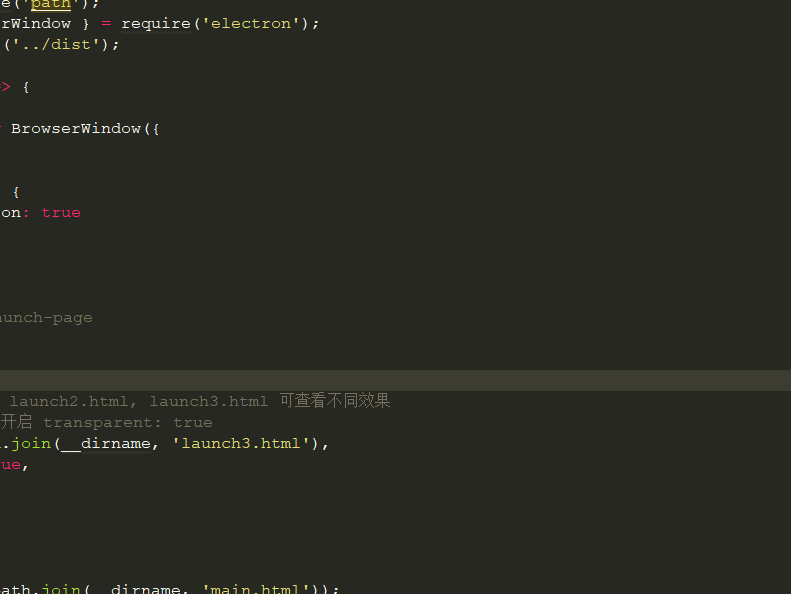 e('path');
rWindow } = require('electron');
('../dist');
> {
BrowserWindow({
{
on: true
unch-page
launch2.html, launch3.html 可查看不同效果
开启 transparent: true
.join(__dirname, 'launch3.html'),
ue,
ath.join(__dirname, 'main.html'));